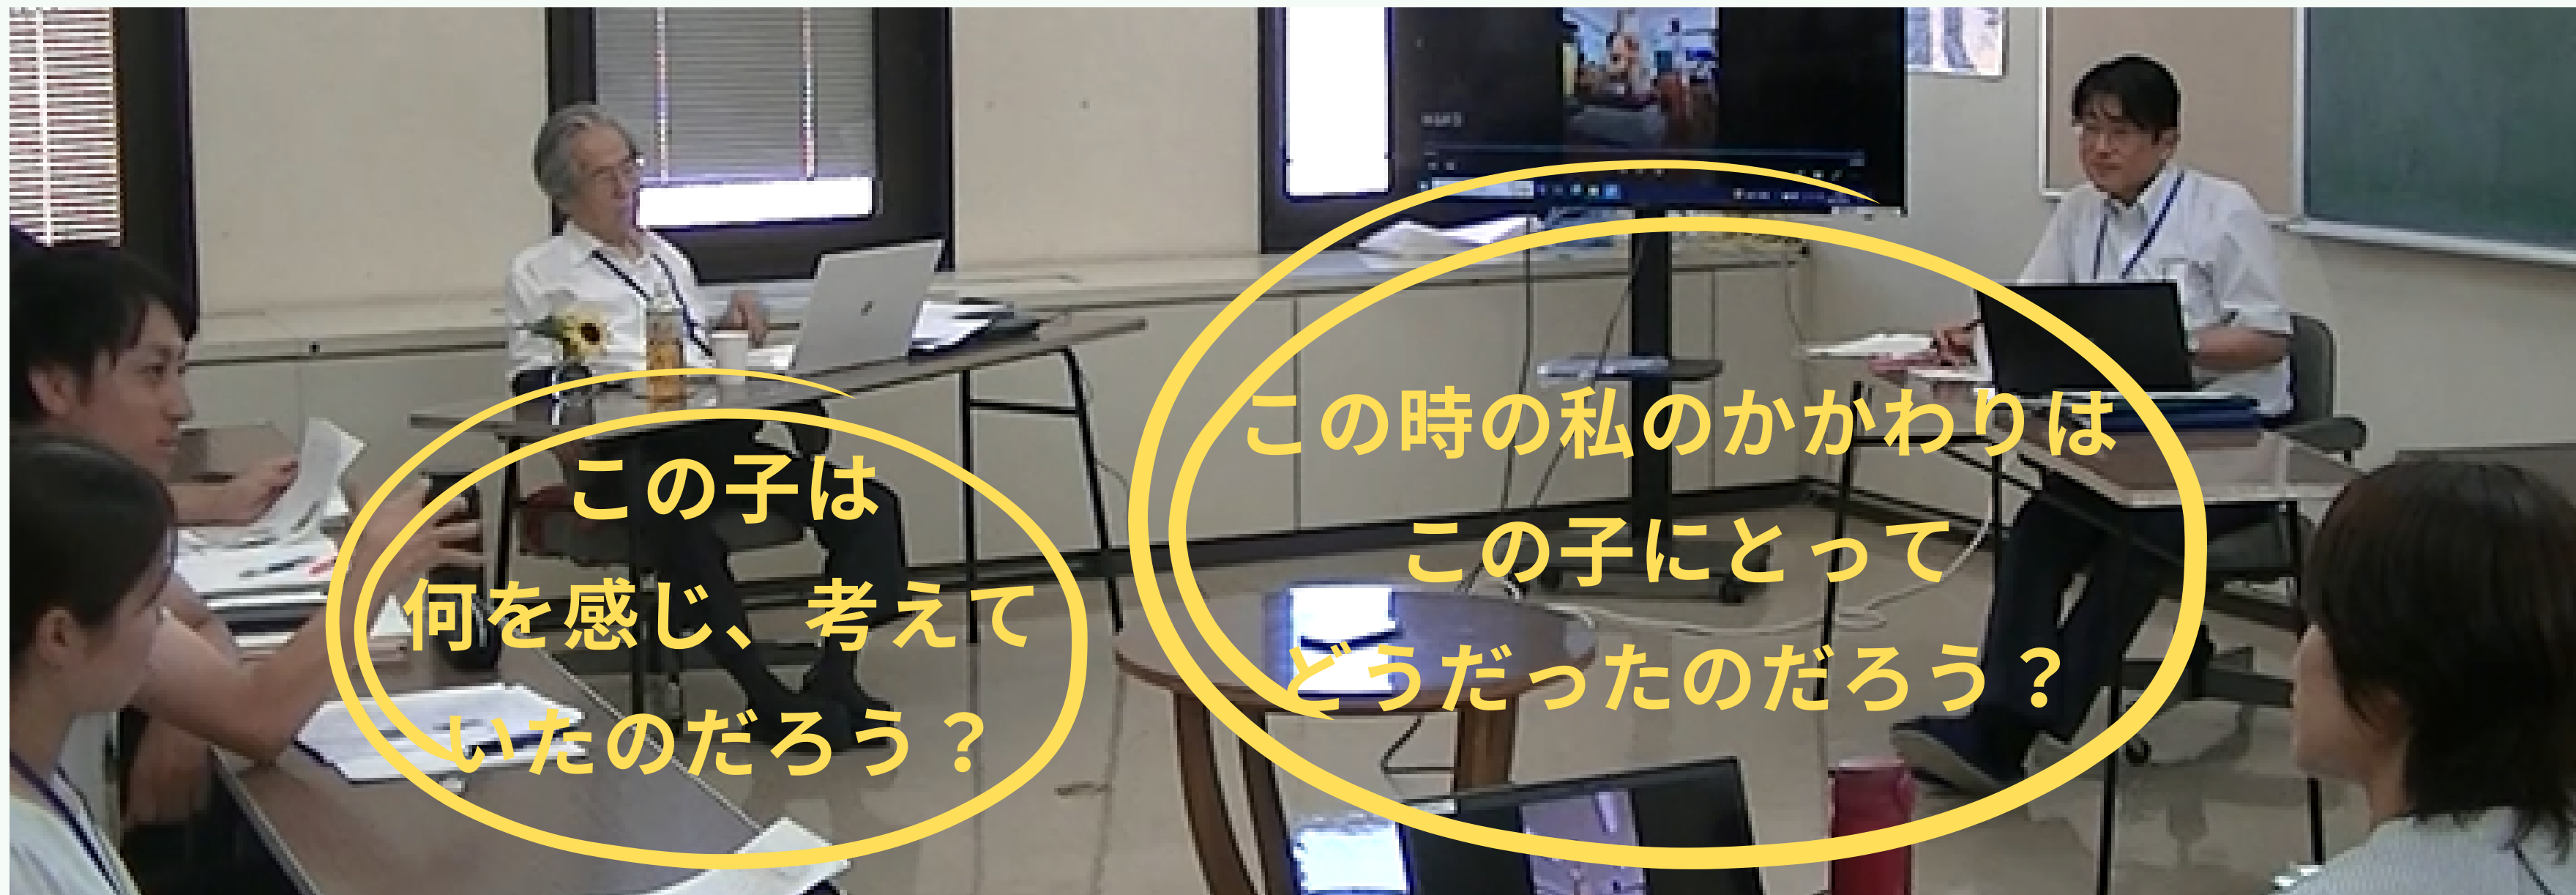 この子は
何を感じ、考えて
いたのだろう？
この時の私のかかわりは
この子にとって
どうだったのだろう？